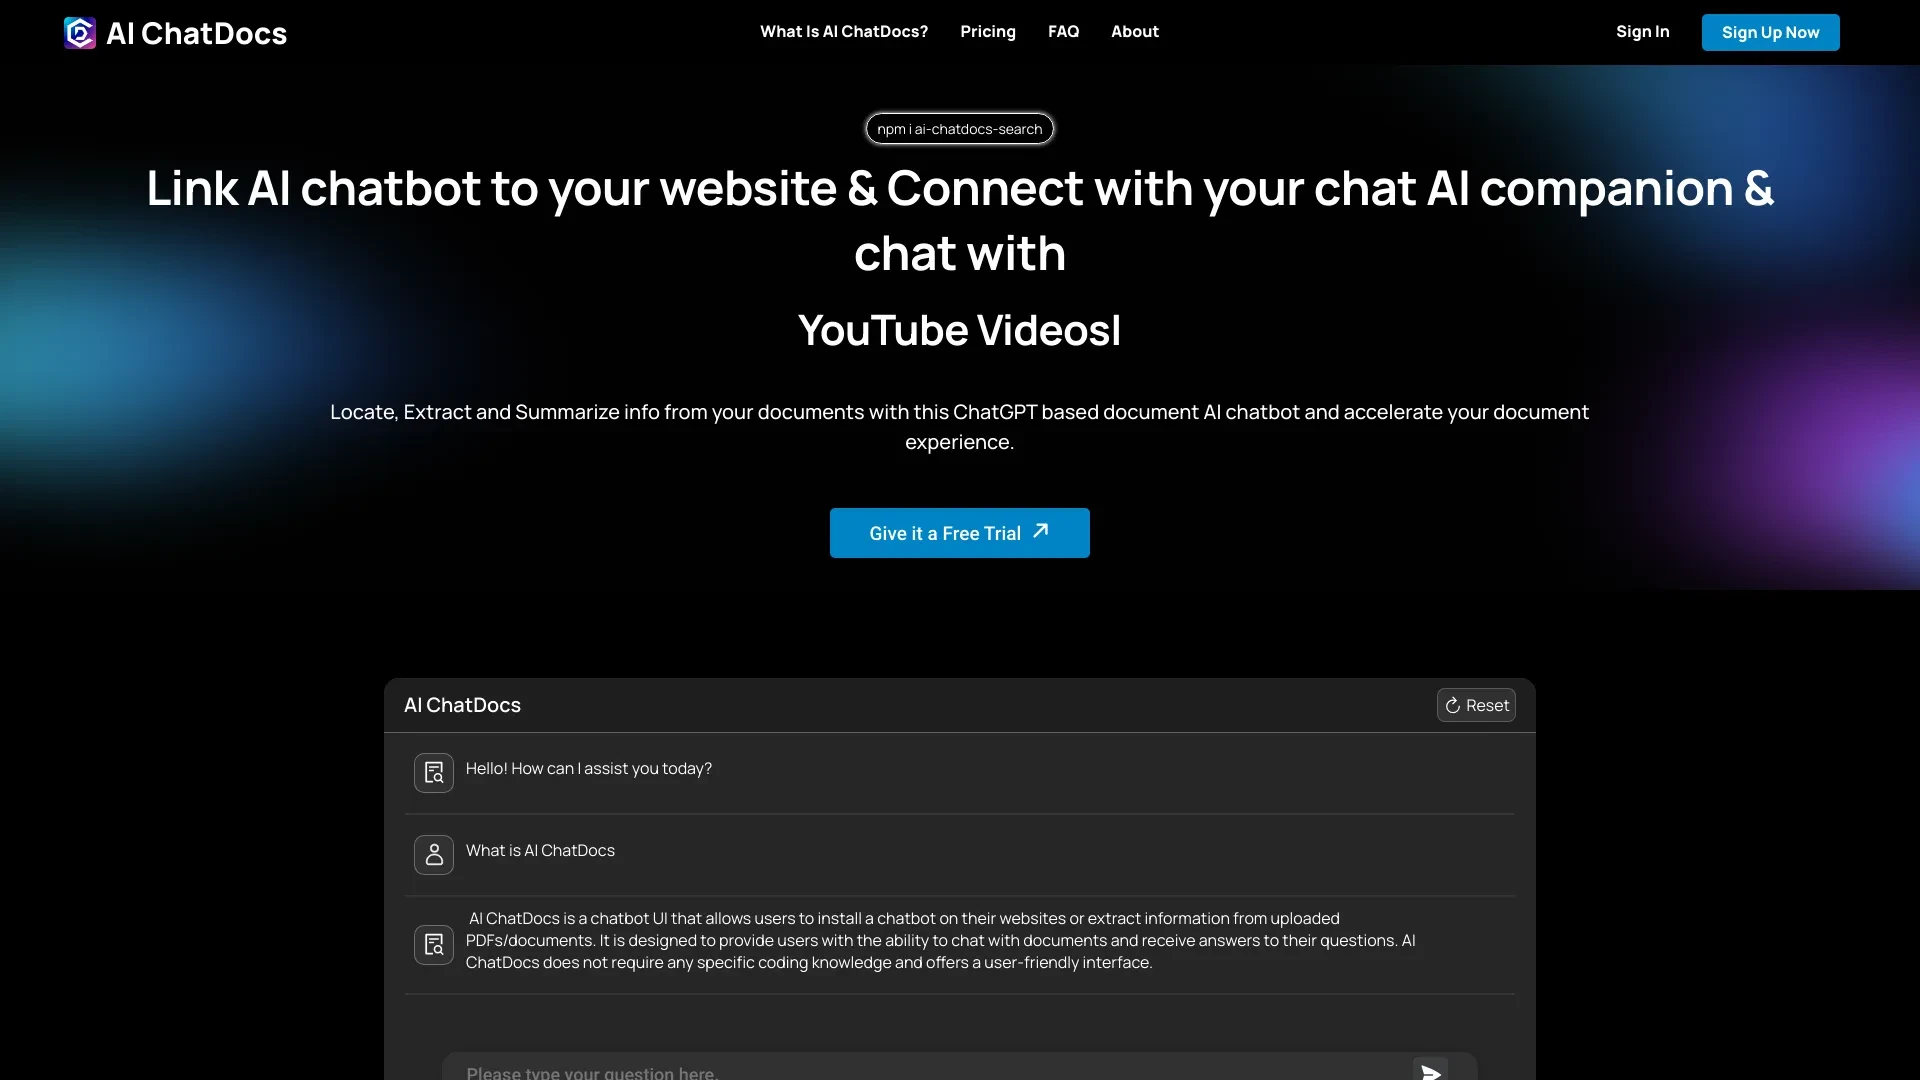 AI ChatDocs
What Is AI ChatDocs?
Pricing
FAQ
About
Sign In
Sign Up Now
npm i ai-chatdocs-search
Link AI chatbot to your website & Connect with your chat AI companion &
chat with
YouTube Videos|
Locate, Extract and Summarize info from your documents with this ChatGPT based document AI chatbot and accelerate your document
experience.
Give it a Free Trial
AI ChatDocs
Reset
Hello! How can I assist you today?
What is AI ChatDocs
AI ChatDocs is a chatbot UI that allows users to install a chatbot on their websites or extract information from uploaded
PDFs/documents. It is designed to provide users with the ability to chat with documents and receive answers to their questions. AI
ChatDocs does not require any specific coding knowledge and offers a user-friendly interface.
Please type your question here.